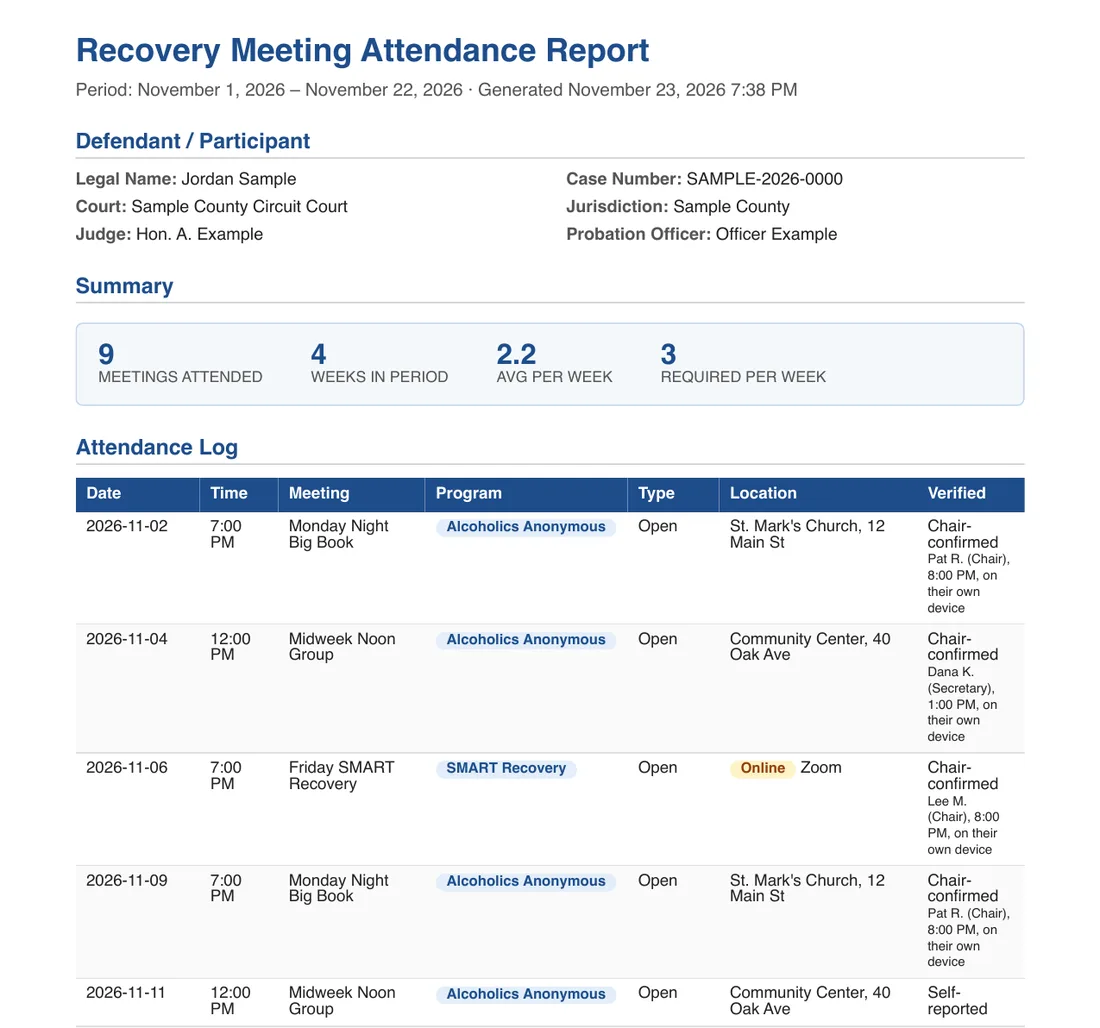 Recovery Meeting Attendance Report
Period: November 1, 2026 – November 22, 2026 · Generated November 23, 2026 7:38 PM
Defendant / Participant
Legal Name: Jordan Sample
Case Number: SAMPLE-2026-0000
Court: Sample County Circuit Court
Jurisdiction: Sample County
Judge: Hon. A. Example
Probation Officer: Officer Example
Summary
9
MEETINGS ATTENDED
4
WEEKS IN PERIOD
2.2
AVG PER WEEK
3
REQUIRED PER WEEK
Attendance Log
Date Time Meeting Program Type Location Verified
2026-11-02
7:00
PM
Monday Night
Big Book
Alcoholics Anonymous
Open
St. Mark's Church, 12
Main St
Chair-
confirmed
Pat R. (Chair),
8:00 PM, on
their own
device
2026-11-04
12:00
PM
Midweek Noon
Group
Alcoholics Anonymous
Open
Community Center, 40
Oak Ave
Chair-
confirmed
Dana K.
(Secretary),
1:00 PM, on
their own
device
2026-11-06
7:00
PM
Friday SMART
Recovery
SMART Recovery
Open
Online Zoom
Chair-
confirmed
Lee M.
(Chair), 8:00
PM, on their
own device
2026-11-09
7:00
PM
Monday Night
Big Book
Alcoholics Anonymous
Open
St. Mark's Church, 12
Main St
Chair-
confirmed
Pat R. (Chair),
8:00 PM, on
their own
device
2026-11-11
12:00
PM
Midweek Noon
Group
Alcoholics Anonymous
Open
Community Center, 40
Oak Ave
Self-
reported